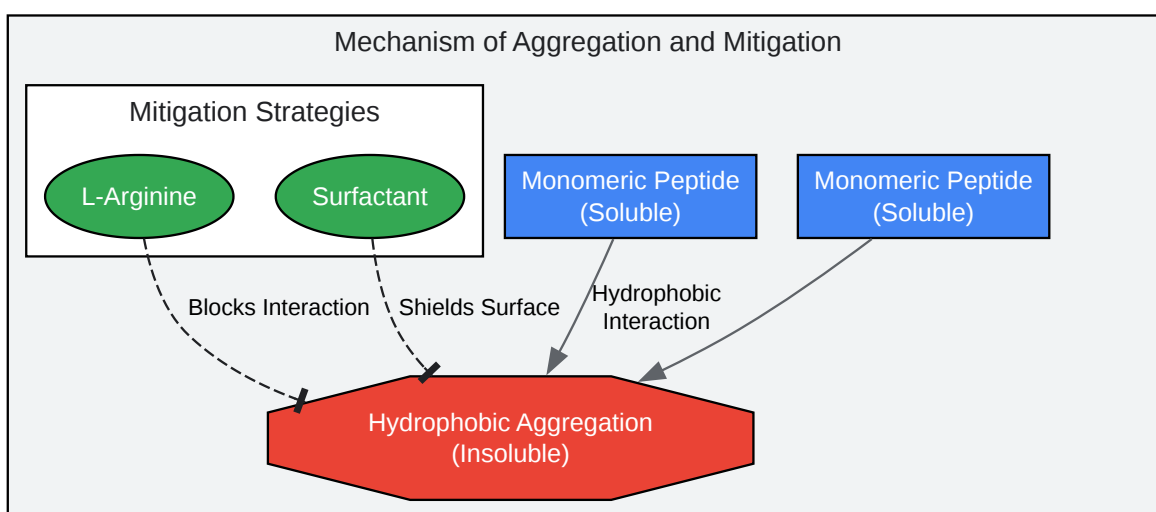 Mechanism of Aggregation and Mitigation
Mitigation Strategies
L-Arginine
Surfactant
Monomeric Peptide
(Soluble)
Monomeric Peptide
(Soluble)
Blocks Interaction
Shields Surface
Hydrophobic
Interaction
Hydrophobic Aggregation
(Insoluble)